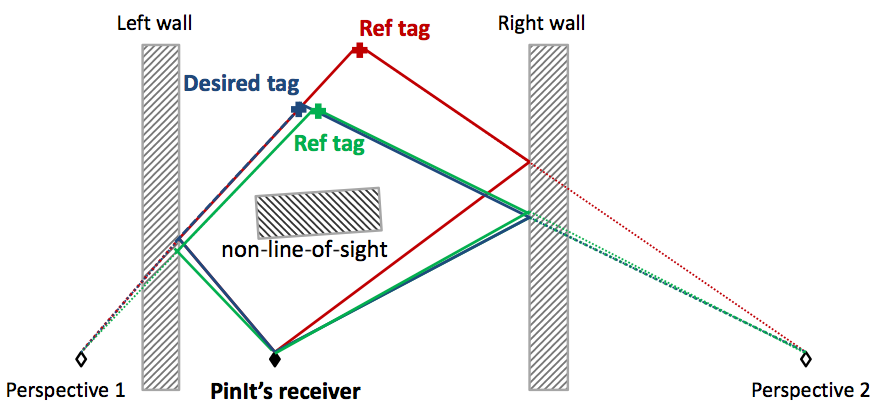 Left wall
Ref tag
Right wall
Desired tag
Ref tag
non-line-of-sight
Perspective 1
PinIt's receiver
Perspective 2